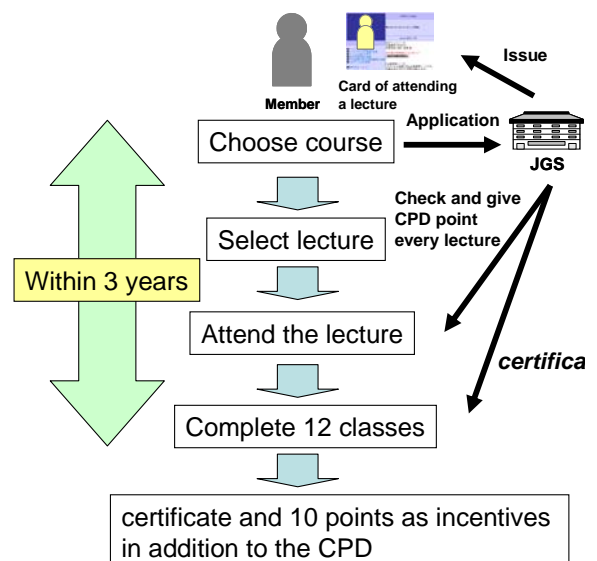 Issue
Card of attending
a lecture
Member
Application
Choose course
JGS
Check and give
CPD point
every lecture
Select lecture
Within 3 years
Attend the lecture
certifica
Complete 12 classes
certificate and 10 points as incentives
in addition to the CPD